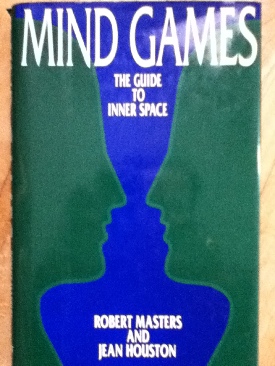 MIND GAMES
THE GUIDE
TO
INNER SPACE
ROBERT MASTERS
AND
JEAN HOUSTON